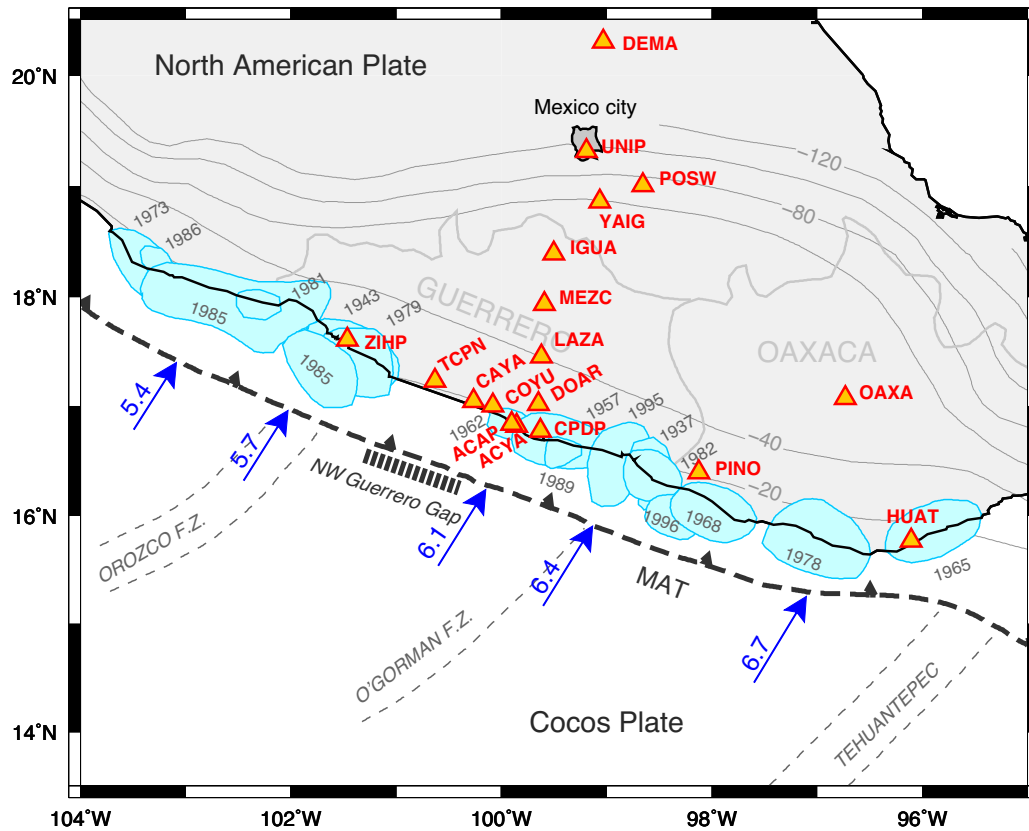 DEMA
20°N
North American Plate
Mexico city
UNIP
−120
POSW
−80
YAIG
1973
1986
IGUA
1981
18°N
1985
1943
1979
GUERRERO
MEZC
OAXACA
ZIHP
1985
TCPN
CAYA
COYU
LAZA
DOAR
OAXA
5.4
5.7
1962
ACAP
ACYA
CPDP
1957
1995
1937
1982
−40
PINO
−20
NW Guerrero Gap
1989
1996
1968
HUAT
16°N
OROZCO F.Z.
6.1
6.4
MAT
1978
1965
O'GORMAN F.Z.
6.7
TEHUANTEPEC
Cocos Plate
14°N
104°W
102°W
100°W
98°W
96°W